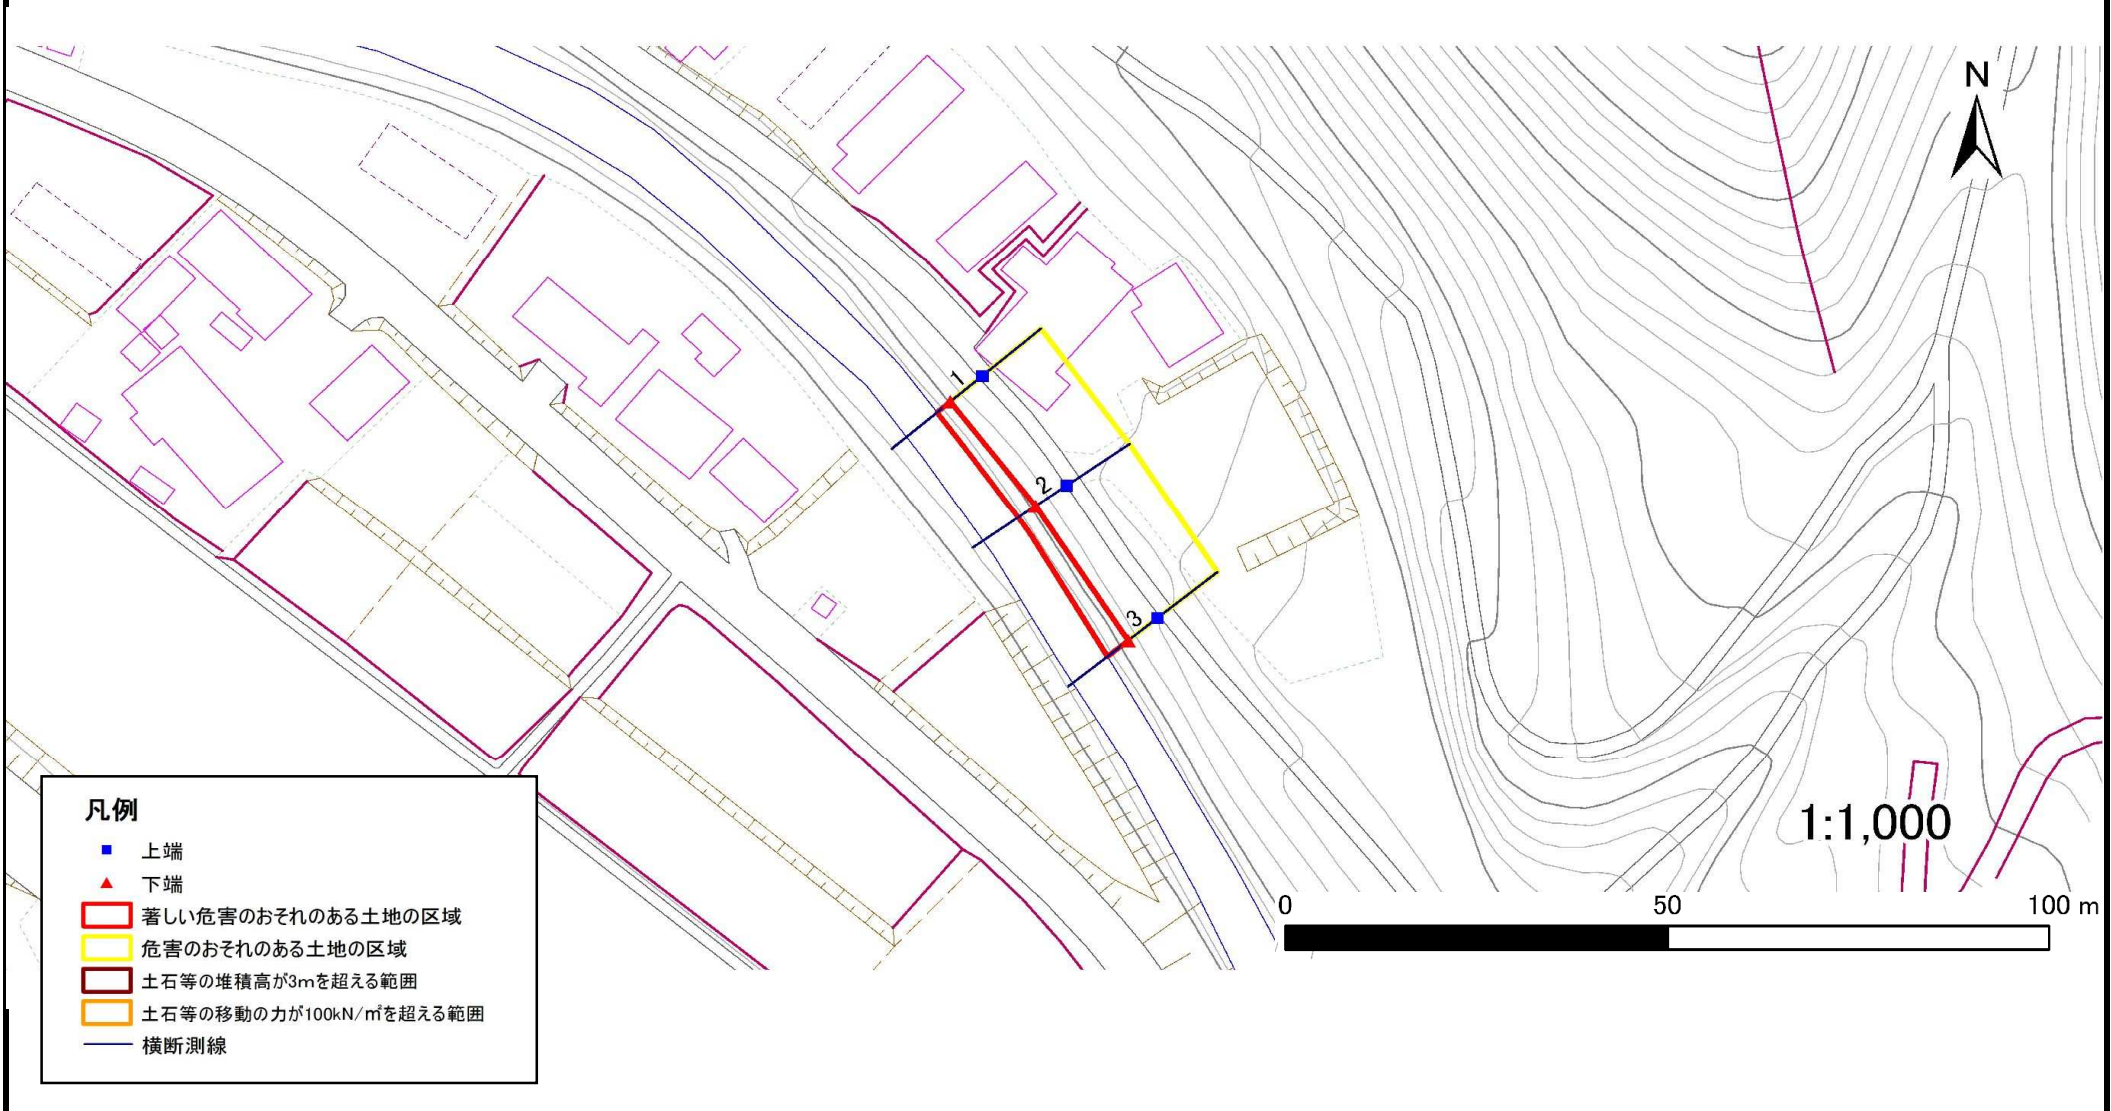 N
1
2
3
1:1,000
0 50 100 m
凡例
上端
下端
著しい危害のおそれのある土地の区域
危害のおそれのある土地の区域
土石等の堆積高が3mを超える範囲
土石等の移動の力が100kN/㎡を超える範囲
横断測線